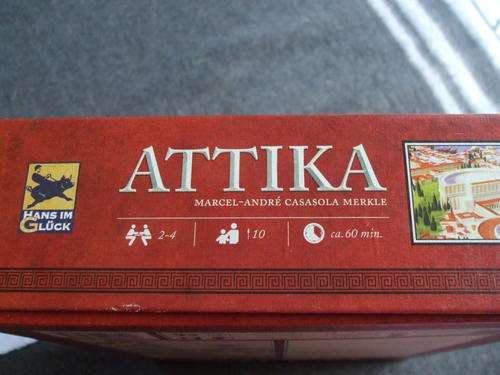 ATTIKA
MARCEL-ANDRÉ CASASOLA MERKLE
HANS IM
GLÜCK
2-4
10
ca. 60 min.